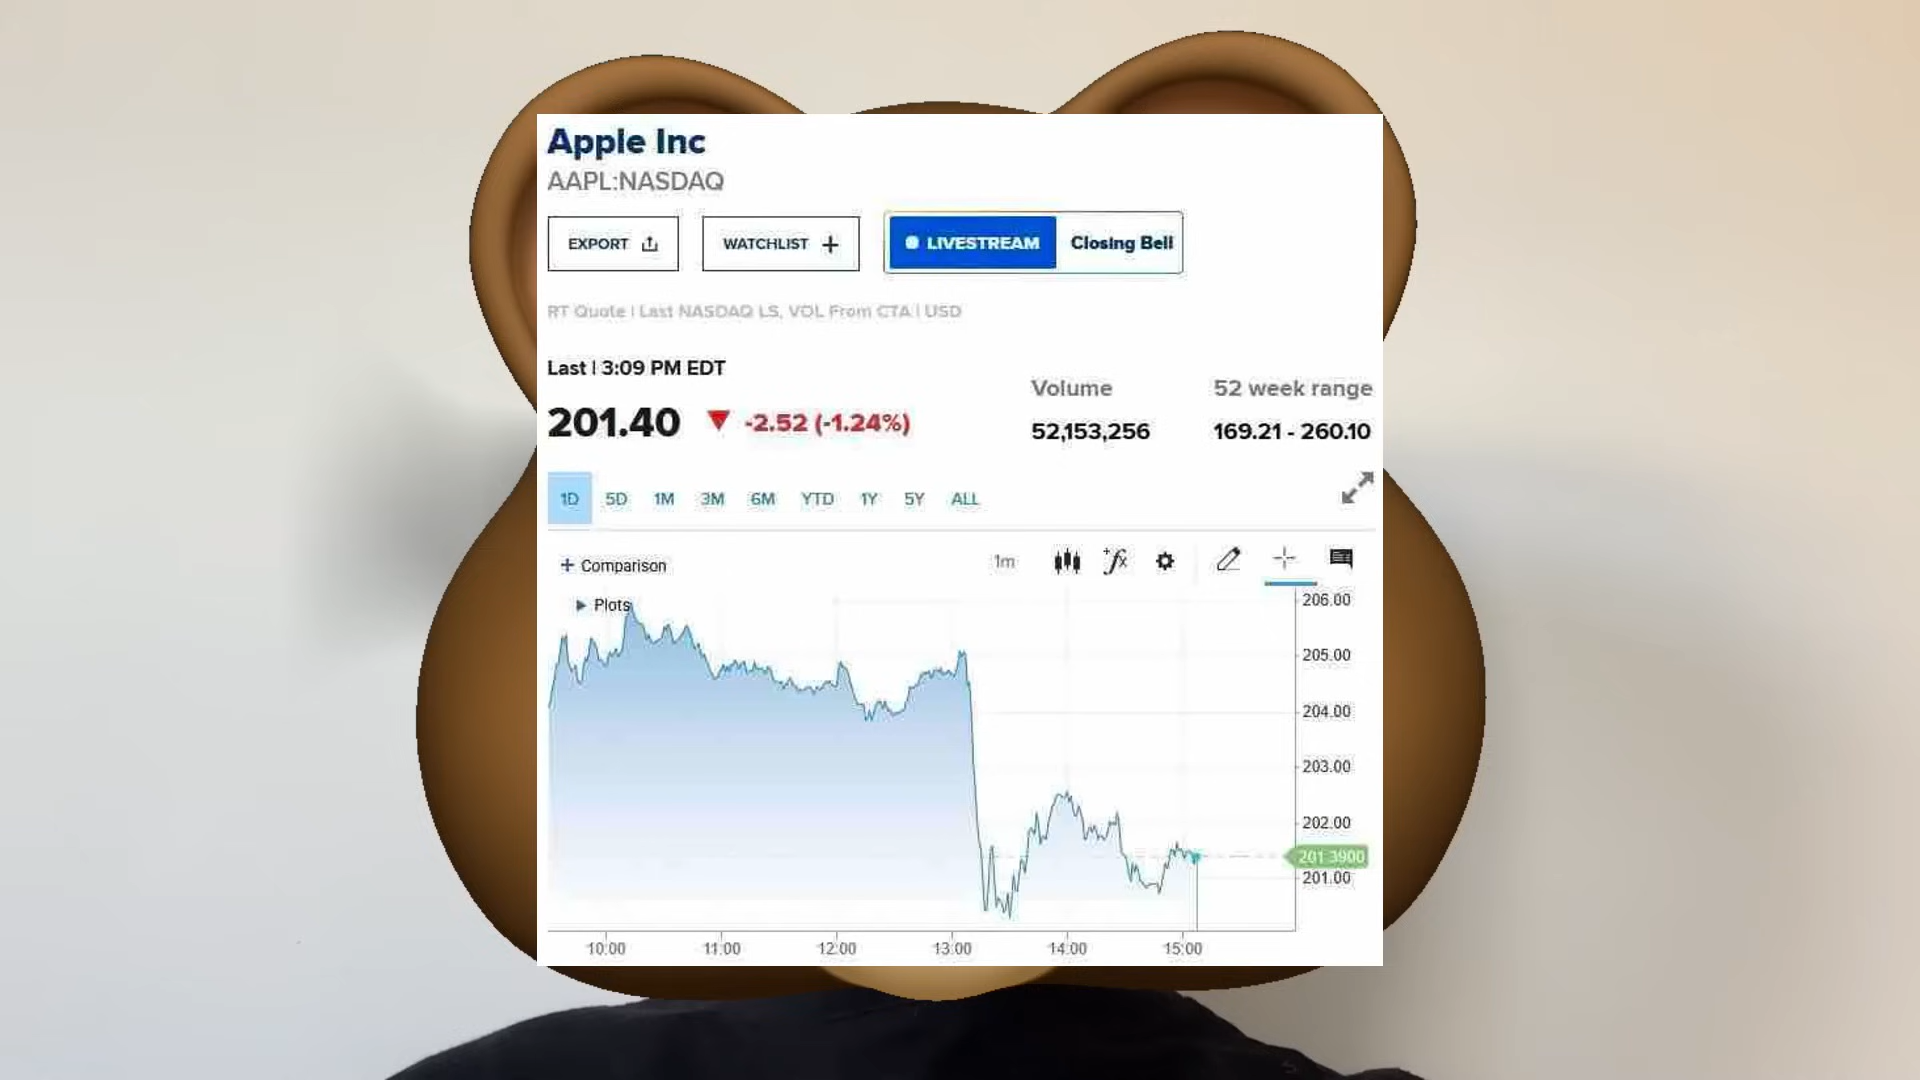 Apple Inc
AAPL:NASDAQ
EXPORT
WATCHLIST +
LIVESTREAM Closing Bell
RT Quote | Last NASDAQ LS, VOL From CTA | USD
Last | 3:09 PM EDT
Volume 52 week range
201.40 -2.52 (-1.24%)
52,153,256 169.21 - 260.10
1D 5D 1M 3M 6M YTD 1Y 5Y ALL
+ Comparison 1m +fx
Plots
206.00
205.00
204.00
203.00
202.00
201.3900
201.00
10:00 11:00 12:00 13:00 14:00 15:00